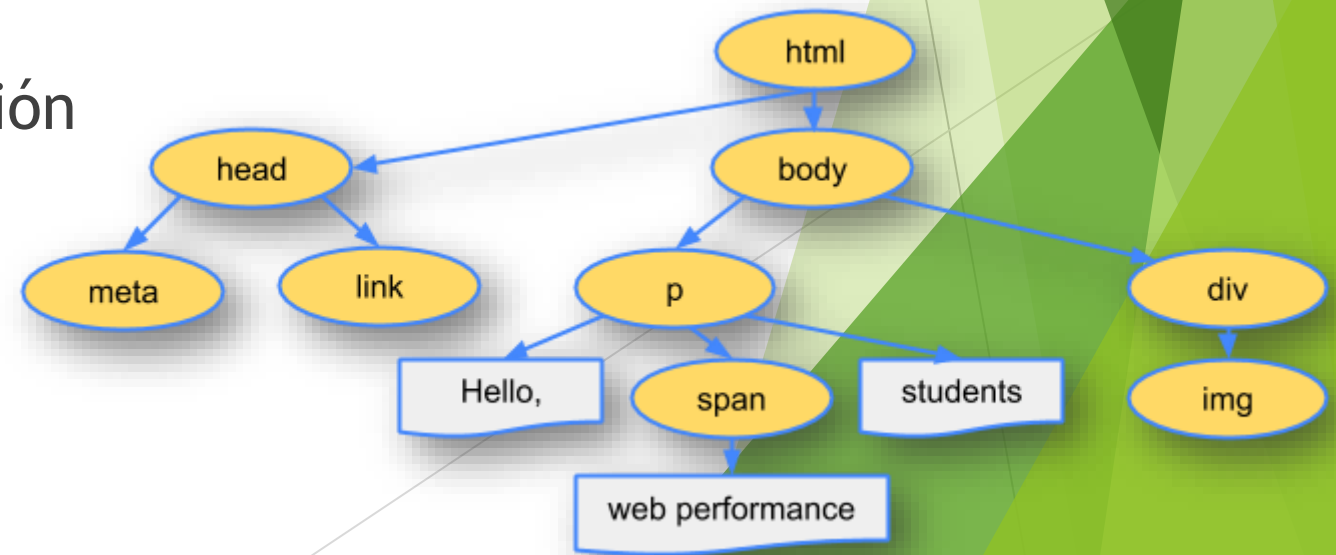 ión
html
head
body
meta
link
p
div
Hello,
span
students
img
web performance